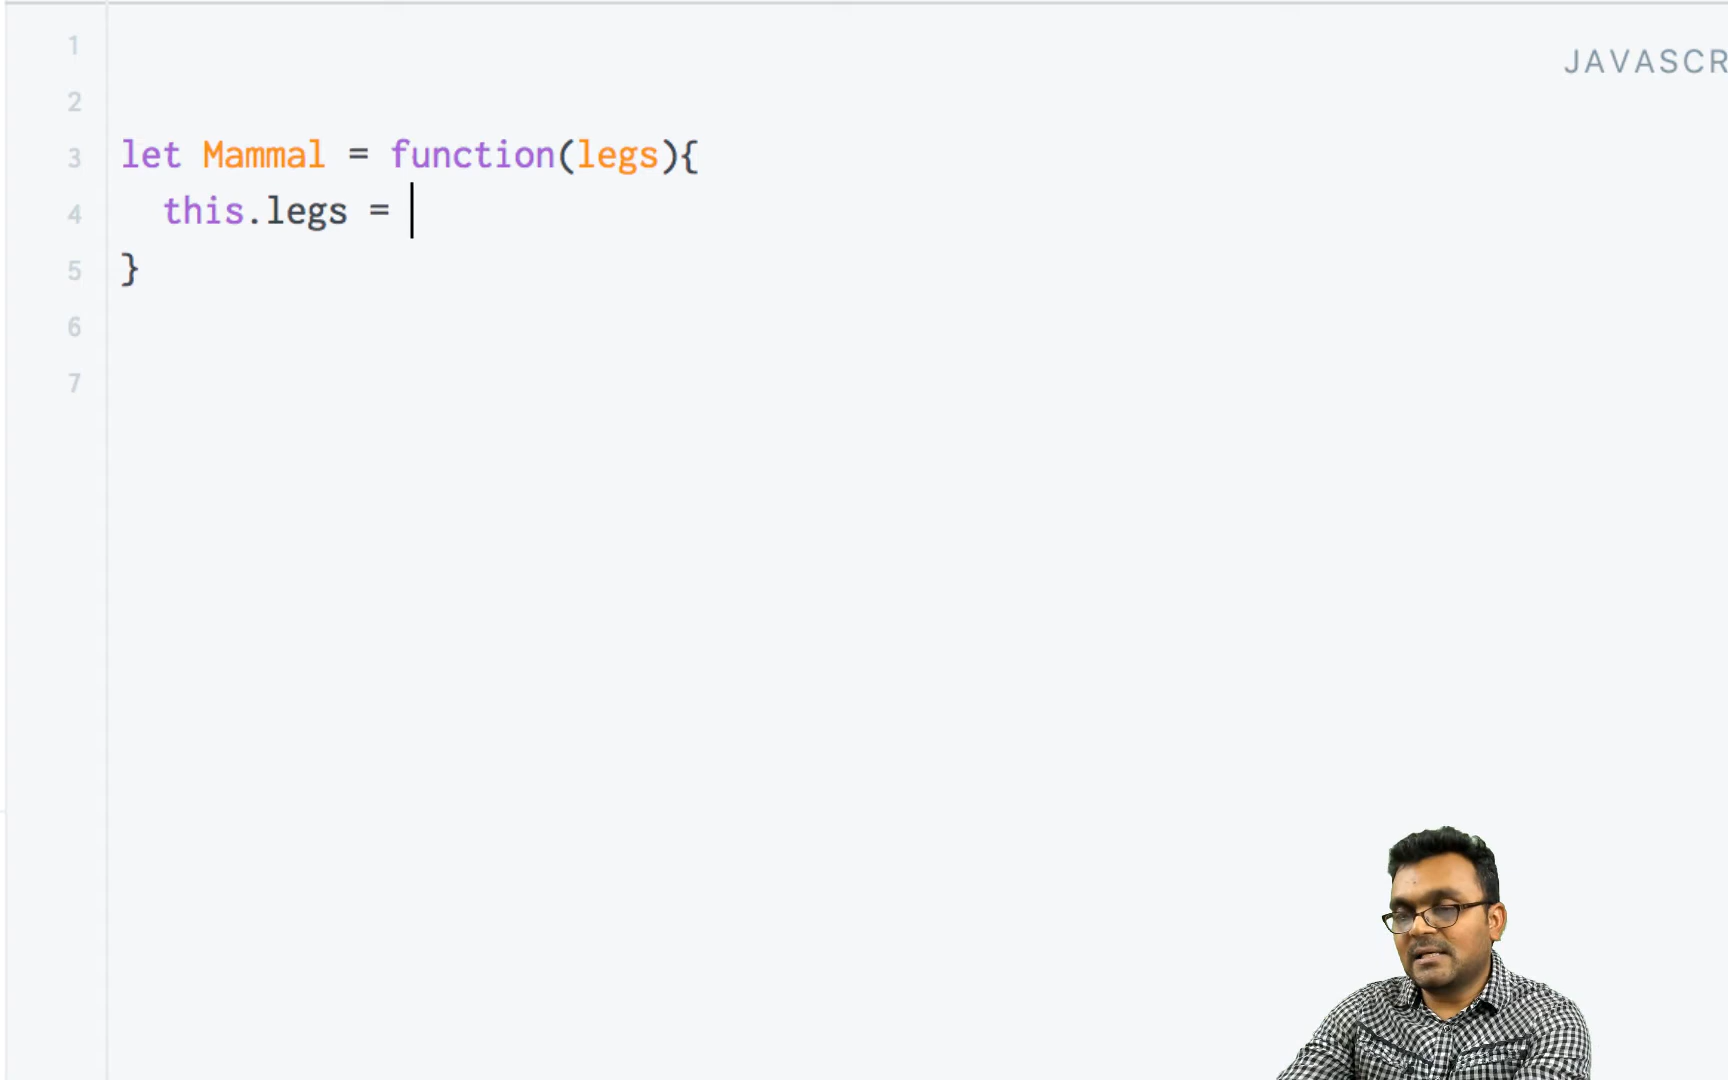 JAVASCR
1
2
3 let Mammal = function(legs){
4 this.legs =
5 }
6
7